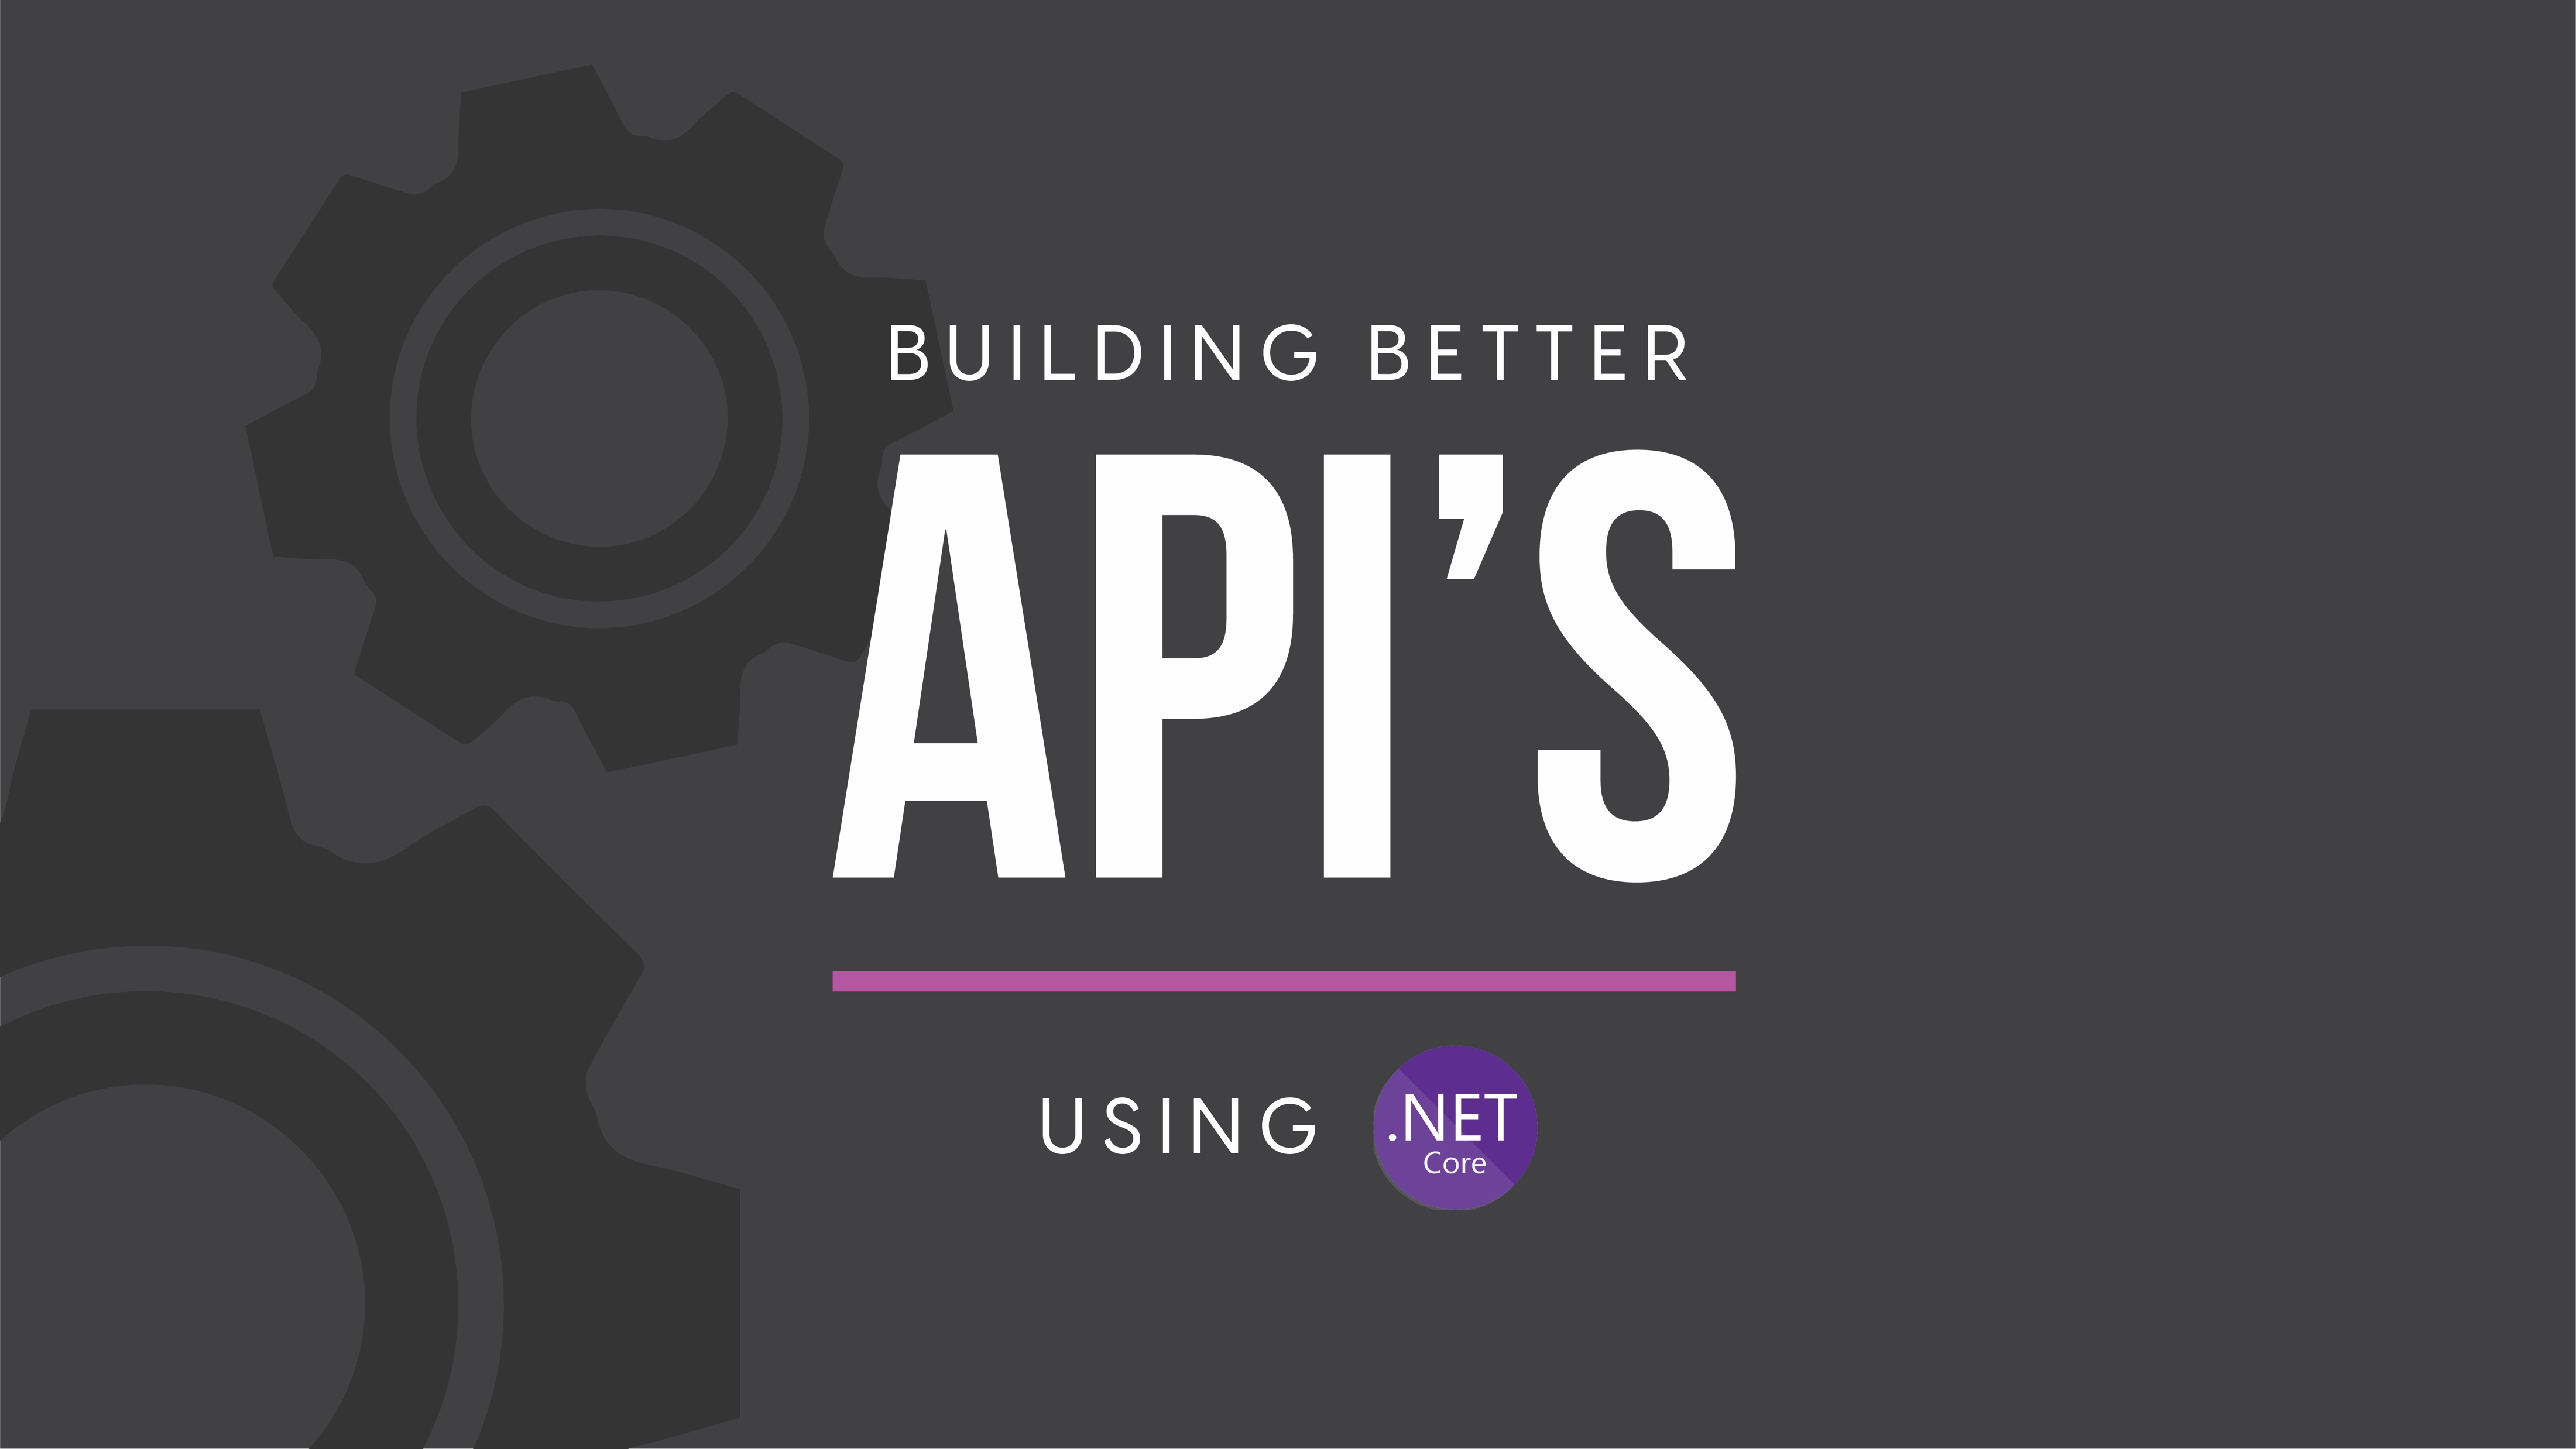 BUILDING BETTER
API’S
USING .NET
Core